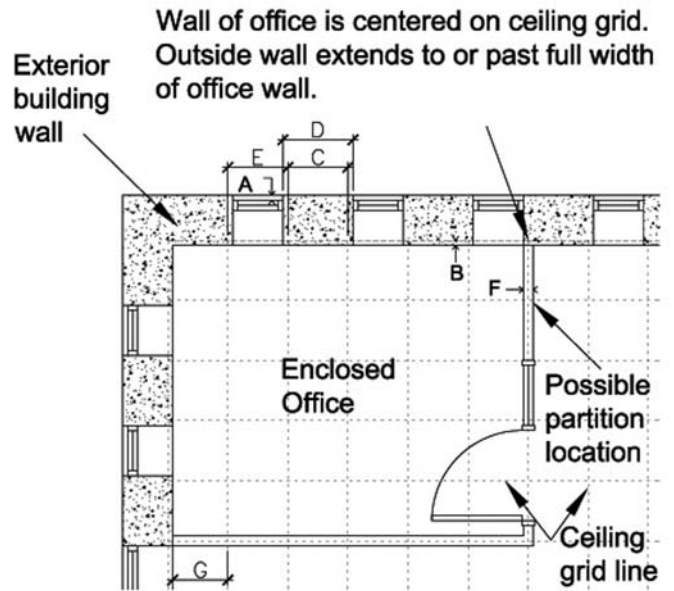 Wall of office is centered on ceiling grid.
Outside wall extends to or past full width
of office wall.
Exterior
building
wall
D
E
C
A
B
F
Enclosed
Office
Possible
partition
location
Ceiling
grid line
G